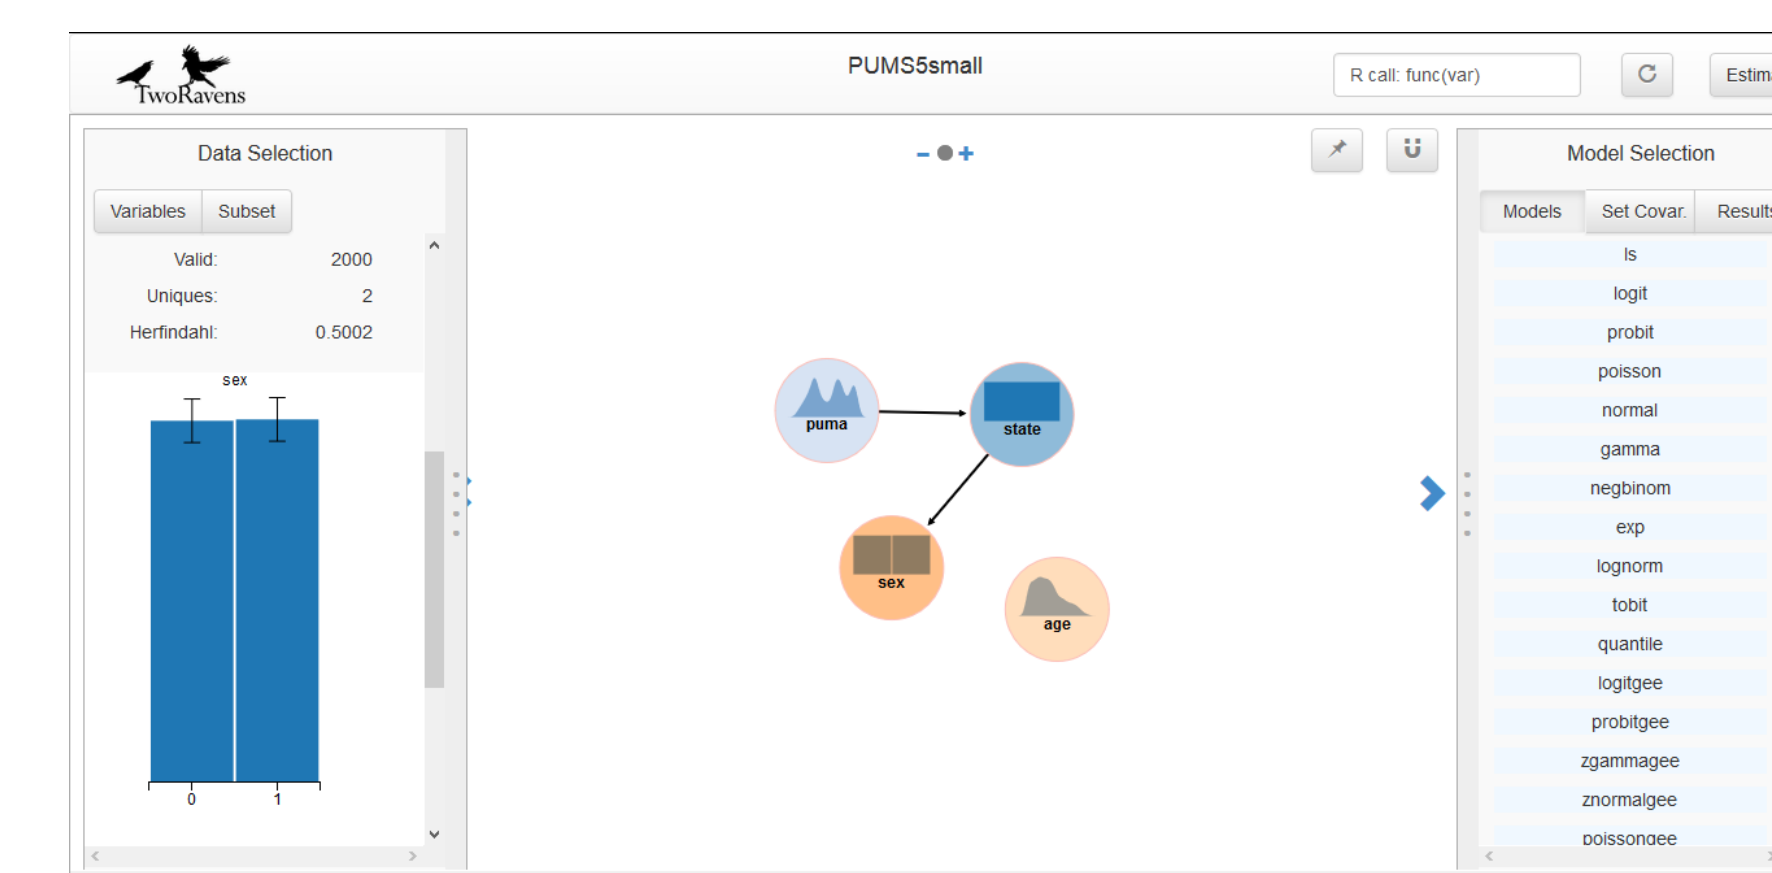 TwoRavens
PUMS5small
R call: func(var)
Estima
Data Selection
Variables Subset
Valid: 2000
Uniques: 2
Herfindahl: 0.5002
sex
0 1
puma
state
sex
age
Model Selection
Models Set Covar. Results
ls
logit
probit
poisson
normal
gamma
negbinom
exp
lognorm
tobit
quantile
logitgee
probitgee
zgammagee
znormalgee
poissongee